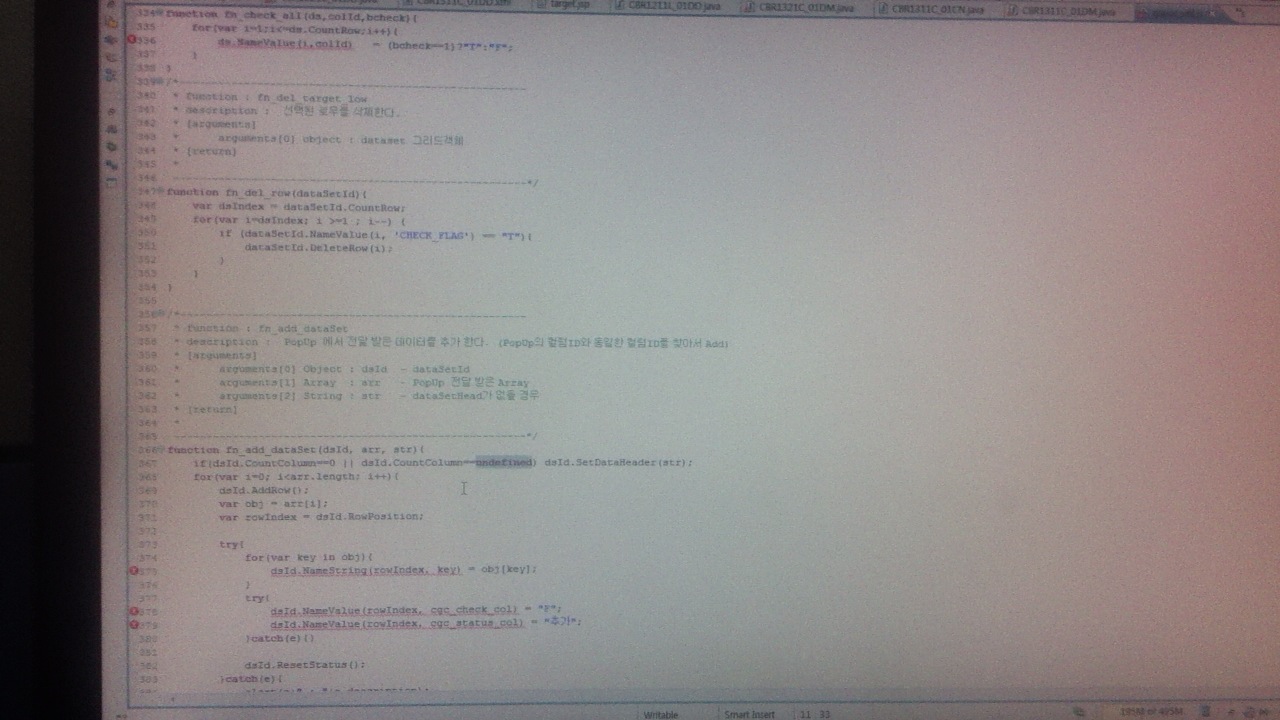 CBR1311C_01DD.xml target.jsp CBR1211L_01DD.java CBR1321C_01DM.java CBR1311C_01CN.java CBR1311C_01DM.java
334 function fn_check_all(ds,colId,bcheck){
335 for(var i=1;i<=ds.CountRow;i++){
336 ds.NameValue(i,colId) = (bcheck==1)?"T":"F";
337 }
338 }
339 /*------------------------------------------------------
340 * function : fn_del_target_low
341 * description : 선택된 로우를 삭제한다.
342 * [arguments]
343 * arguments[0] object : dataset 그리드객체
344 * [return]
345 *
346 ------------------------------------------------------*/
347 function fn_del_row(dataSetId){
348 var dsIndex = dataSetId.CountRow;
349 for(var i=dsIndex; i >=1 ; i--) {
350 if (dataSetId.NameValue(i, 'CHECK_FLAG') == "T"){
351 dataSetId.DeleteRow(i);
352 }
353 }
354 }
355
356 /*------------------------------------------------------
357 * function : fn_add_dataSet
358 * description : PopUp 에서 전달 받은 데이터를 추가 한다. (PopUp의 컬럼ID와 동일한 컬럼ID를 찾아서 Add)
359 * [arguments]
360 * arguments[0] Object : dsId - dataSetId
361 * arguments[1] Array : arr - PopUp 전달 받은 Array
362 * arguments[2] String : str - dataSetHead가 없을 경우
363 * [return]
364 *
365 ------------------------------------------------------*/
366 function fn_add_dataSet(dsId, arr, str){
367 if(dsId.CountColumn==0 || dsId.CountColumn==undefined) dsId.SetDataHeader(str);
368 for(var i=0; i<arr.length; i++){
369 dsId.AddRow();
370 var obj = arr[i];
371 var rowIndex = dsId.RowPosition;
372
373 try{
374 for(var key in obj){
375 dsId.NameString(rowIndex, key) = obj[key];
376 }
377 try{
378 dsId.NameValue(rowIndex, cgc_check_col) = "F";
379 dsId.NameValue(rowIndex, cgc_status_col) = "추가";
380 }catch(e){}
381
382 dsId.ResetStatus();
383 }catch(e){
Writable Smart Insert 11 : 33 195M of 495M